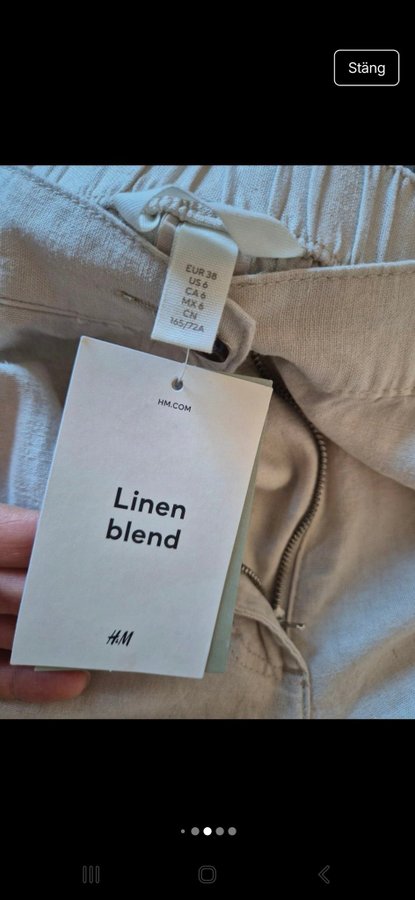 Stäng
EUR 38
US 6
CA 6
MX 6
CN
165/72A
HM.COM
Linen
blend
H&M